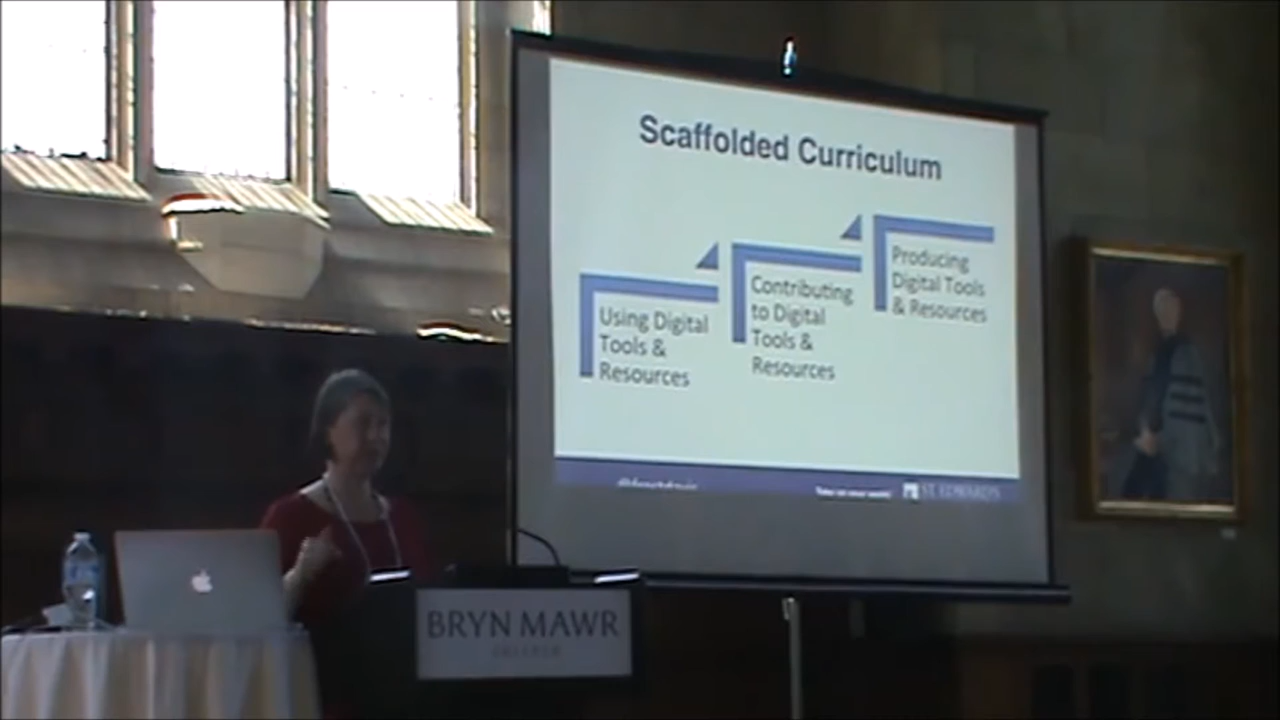 Scaffolded Curriculum
Using Digital
Tools &
Resources
Contributing
to Digital
Tools &
Resources
Producing
Digital Tools
& Resources
ST. EDWARD'S
BRYN MAWR
COLLEGE